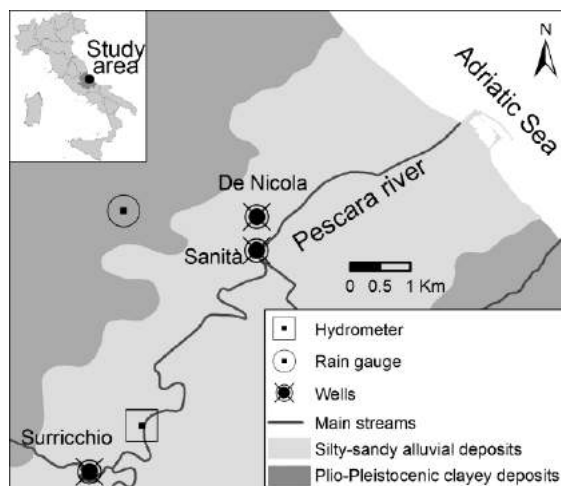 Study
area
N
Adriatic Sea
De Nicola
Pescara river
Sanità
0 0.5 1 Km
Hydrometer
Rain gauge
Wells
Surricchio
Main streams
Silty-sandy alluvial deposits
Plio-Pleistocenic clayey deposits